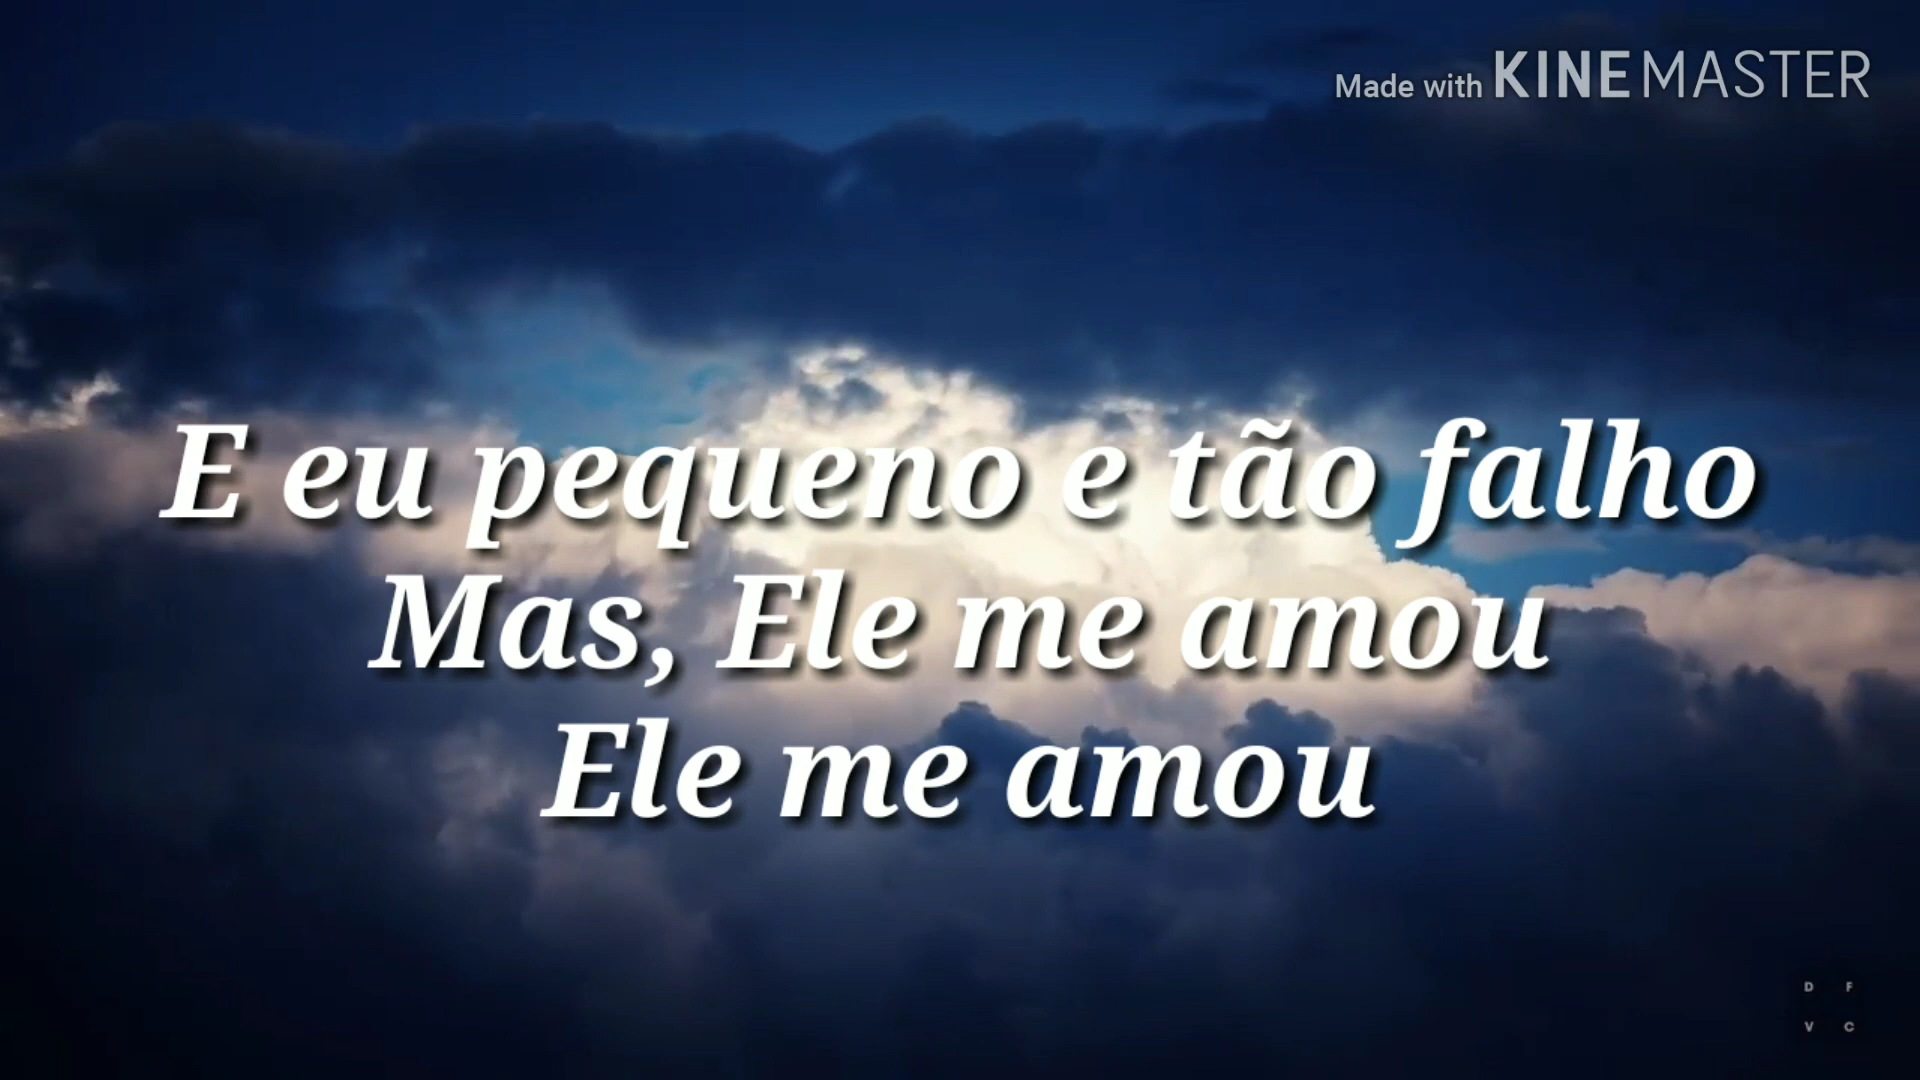 Made with KINEMASTER
E eu pequeno e tão falho
Mas, Ele me amou
Ele me amou
D F
V C